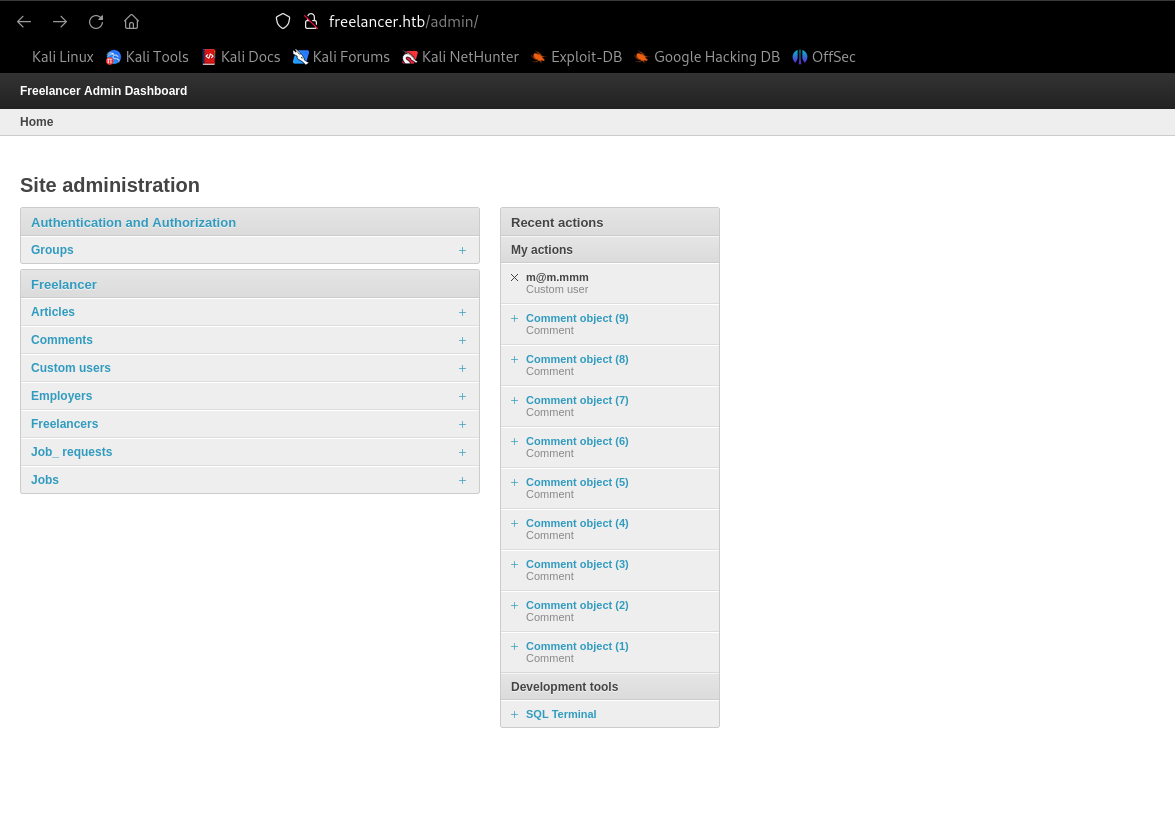 freelancer.htb/admin/
Kali Linux Kali Tools Kali Docs Kali Forums Kali NetHunter Exploit-DB Google Hacking DB OffSec
Freelancer Admin Dashboard
Home
Site administration
Authentication and Authorization
Groups +
Freelancer
Articles +
Comments +
Custom users +
Employers +
Freelancers +
Job_ requests +
Jobs +
Recent actions
My actions
m@m.mmm
Custom user
+ Comment object (9)
Comment
+ Comment object (8)
Comment
+ Comment object (7)
Comment
+ Comment object (6)
Comment
+ Comment object (5)
Comment
+ Comment object (4)
Comment
+ Comment object (3)
Comment
+ Comment object (2)
Comment
+ Comment object (1)
Comment
Development tools
+ SQL Terminal